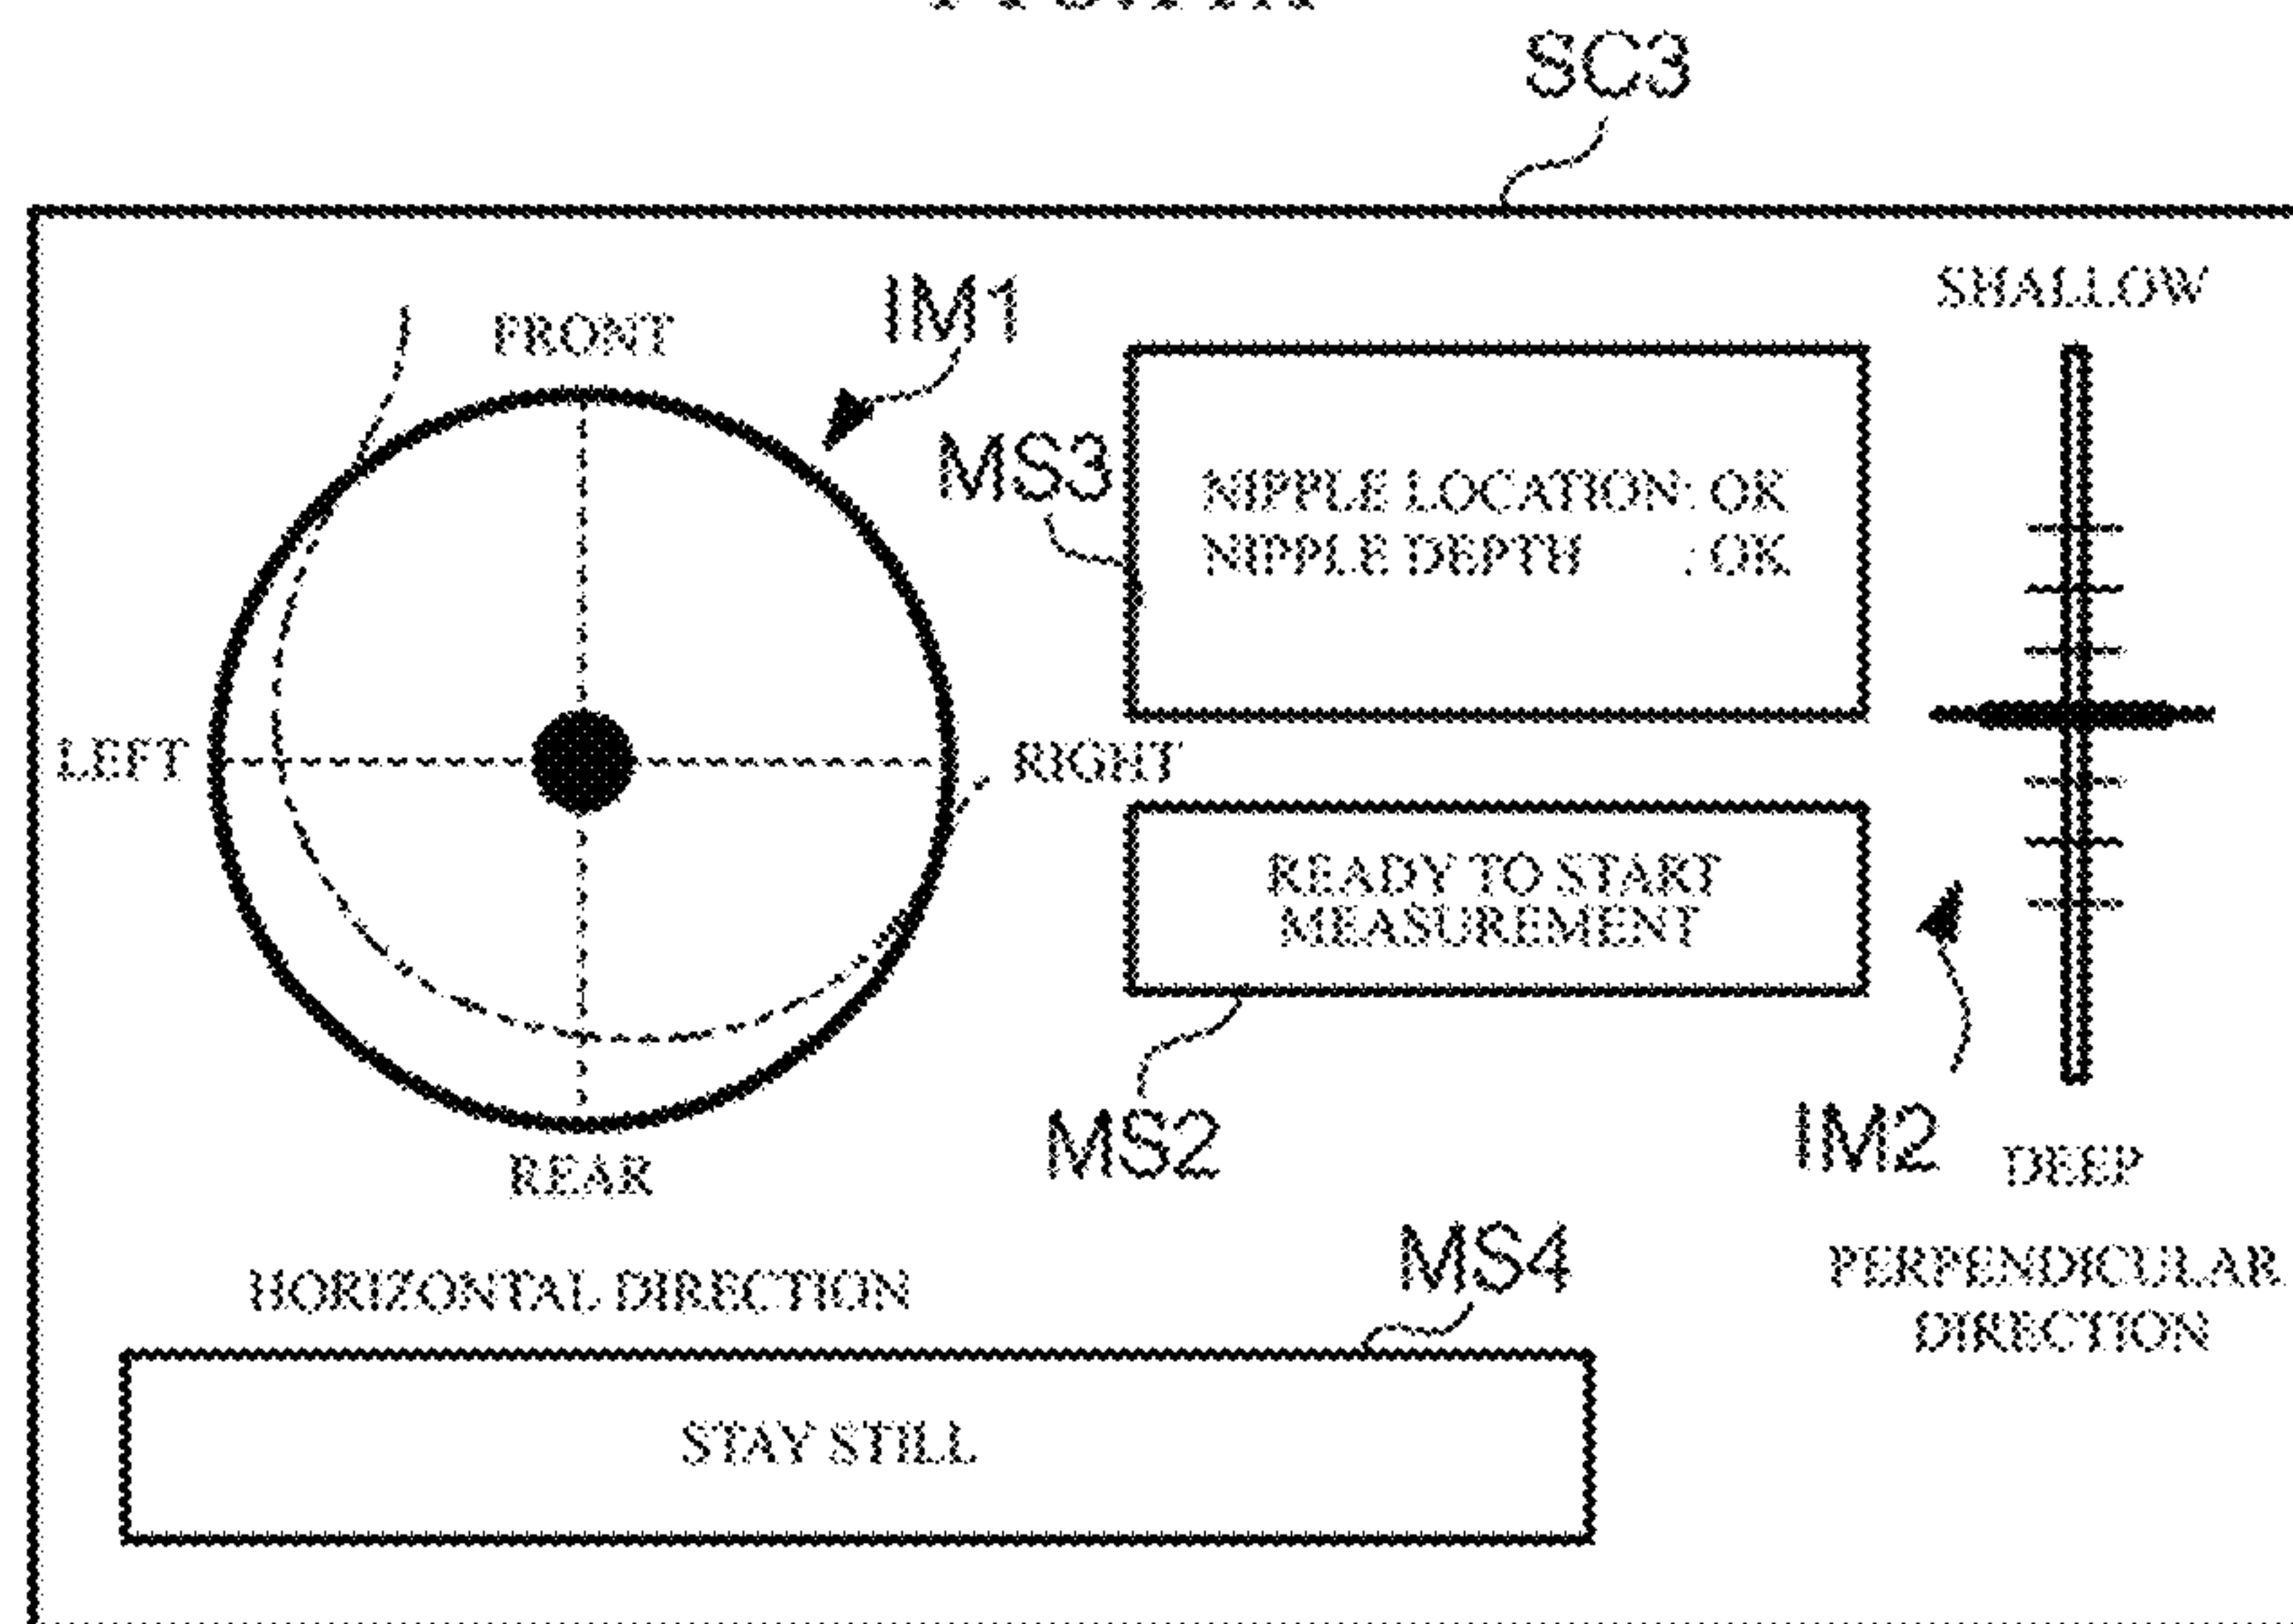 SC3
SHALLOW
FRONT
IM1
MS3
NIPPLE LOCATION : OK
NIPPLE DEPTH : OK
LEFT
RIGHT
READY TO START
MEASUREMENT
MS2
IM2
REAR
DEEP
MS4
HORIZONTAL DIRECTION
PERPENDICULAR
DIRECTION
STAY STILL